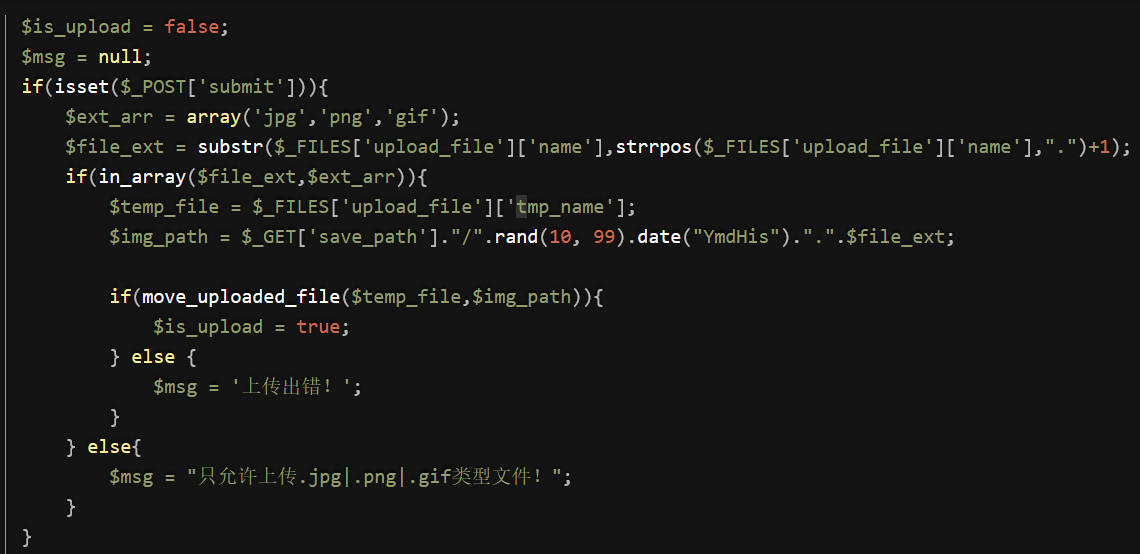 $is_upload = false;
$msg = null;
if(isset($_POST['submit'])){
    $ext_arr = array('jpg','png','gif');
    $file_ext = substr($_FILES['upload_file']['name'],strrpos($_FILES['upload_file']['name'],".")+1);
    if(in_array($file_ext,$ext_arr)){
        $temp_file = $_FILES['upload_file']['tmp_name'];
        $img_path = $_GET['save_path']."/".rand(10, 99).date("YmdHis").".".$file_ext;

        if(move_uploaded_file($temp_file,$img_path)){
            $is_upload = true;
        } else {
            $msg = '上传出错！';
        }
    } else{
        $msg = "只允许上传.jpg|.png|.gif类型文件！";
    }
}